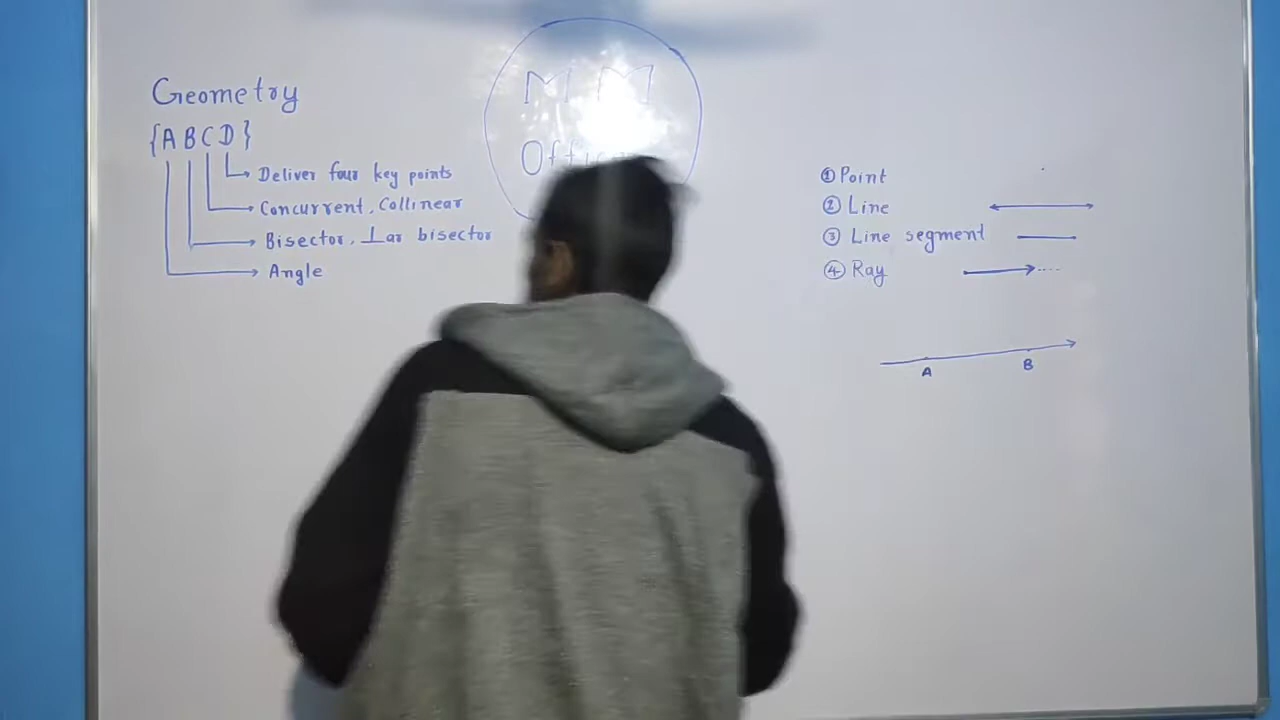 Geometry
{A B C D}
Deliver four key points
Concurrent, Collinear
Bisector, ⊥ar bisector
Angle
M M
① Point
② Line
③ Line segment
④ Ray
A B